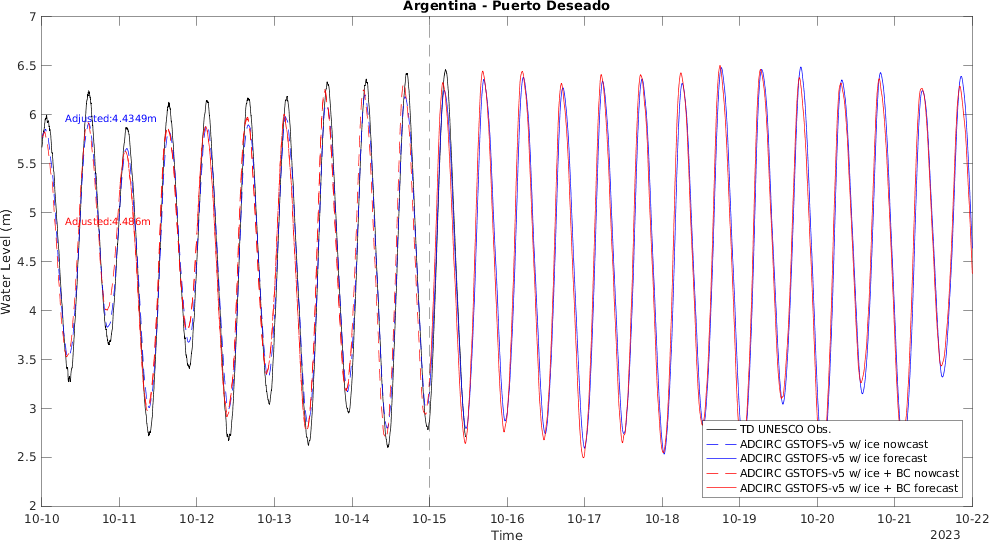 Argentina - Puerto Deseado
7
6.5
6
5.5
5
4.5
4
3.5
3
2.5
2
Water Level (m)
Adjusted:4.4349m
Adjusted:4.486m
TD UNESCO Obs.
ADCIRC GSTOFS-v5 w/ ice nowcast
ADCIRC GSTOFS-v5 w/ ice forecast
ADCIRC GSTOFS-v5 w/ ice + BC nowcast
ADCIRC GSTOFS-v5 w/ ice + BC forecast
10-10 10-11 10-12 10-13 10-14 10-15 10-16 10-17 10-18 10-19 10-20 10-21 10-22
Time
2023